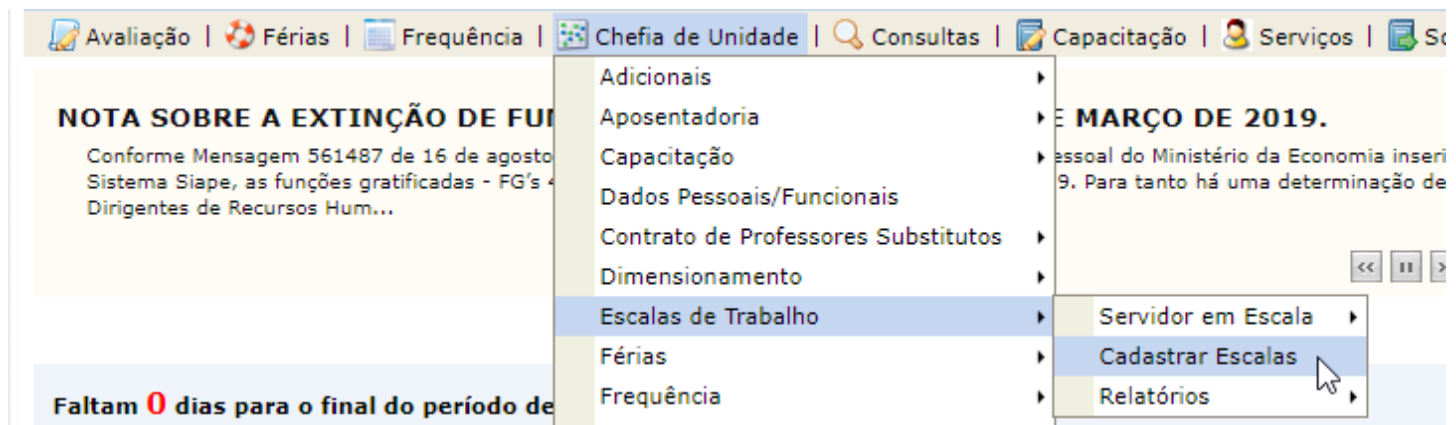 Avaliação | Férias | Frequência | Chefia de Unidade | Consultas | Capacitação | Serviços |
NOTA SOBRE A EXTINÇÃO DE
MARÇO DE 2019.
Conforme Mensagem 561487 de 16 de agosto
do Ministério da Economia
Sistema Siape, as funções gratificadas - FG's
9. Para tanto há uma determinação de
Dirigentes de Recursos Hum...
Adicionais
Aposentadoria
Capacitação
Dados Pessoais/Funcionais
Contrato de Professores Substitutos
Dimensionamento
Escalas de Trabalho
Férias
Frequência
Servidor em Escala
Cadastrar Escalas
Relatórios
Faltam 0 dias para o final do período de